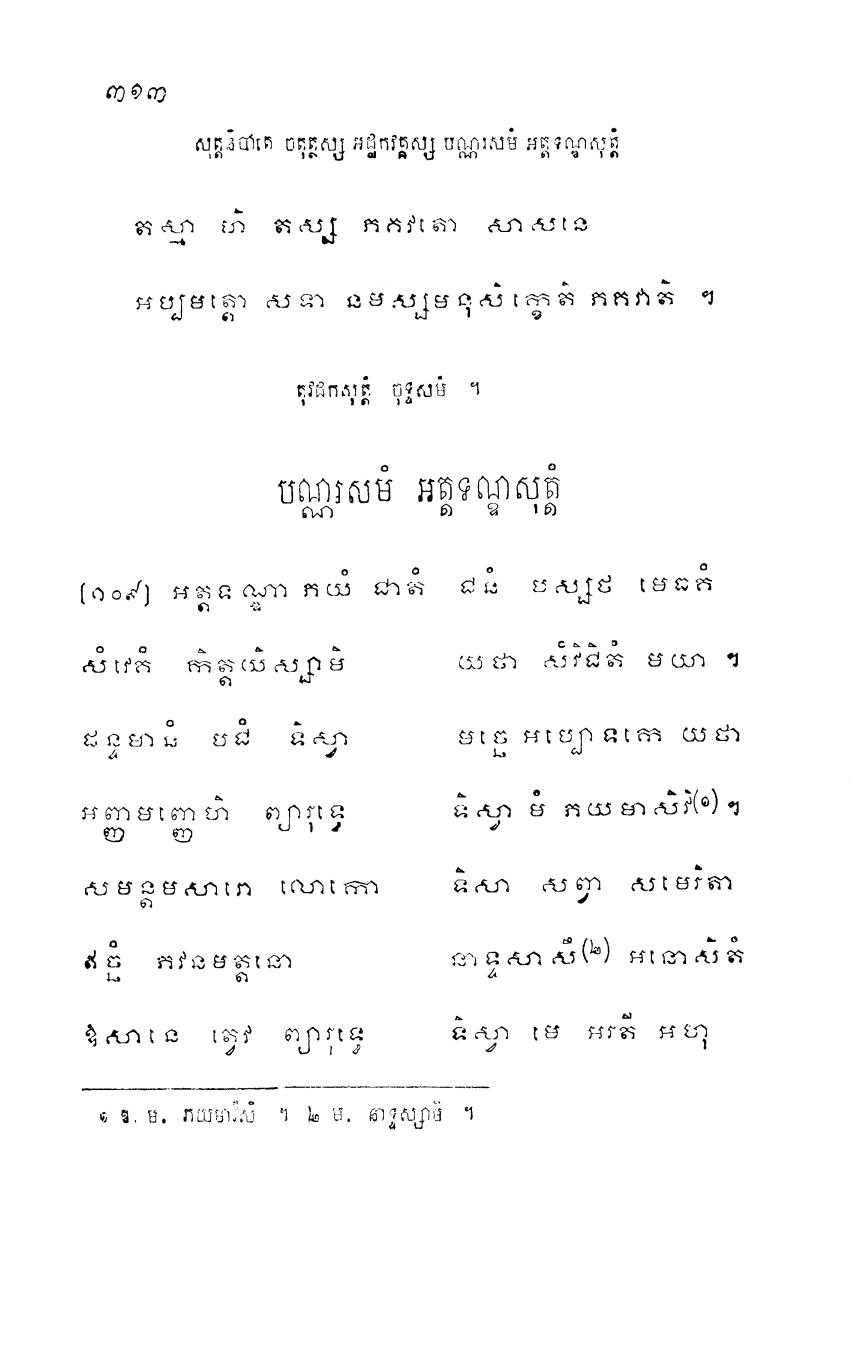 ៣១៣
សុត្តនិបាតេ ចតុត្ថស្ស អដ្ឋកវគ្គស្ស បណ្ណរសមំ អត្តទណ្ឌសុត្តំ
តស្មា ហិ តស្ស ភគវតោ សាសនេ
អប្បមត្តោ សទា នមស្សមនុសិក្ខេតិ ភគវាតិ ។
តុវដកសុត្តំ ចុទ្ទសមំ ។
បណ្ណរសមំ អត្តទណ្ឌសុត្តំ
[១០៩] អត្តទណ្ឌា ភយំ ជាតំ ជនំ បស្សថ មេធគំ
សំវេគំ កិត្តយិស្សាមិ យថា សំវិជិតំ មយា ។
ផន្ទមានំ បជំ ទិស្វា មច្ឆេ អប្បោទកេ យថា
អញ្ញមញ្ញេហិ ព្យារុទ្ធេ ទិស្វា មំ ភយមាសិវិ(១) ។
សមន្តមសារោ លោកោ ទិសា សព្វា សមេរិតា
ឥច្ឆំ ភវនមត្តនោ នាទ្ទសាសឹ(២) អនោសិតំ
ឱសានេ ត្វេវ ព្យារុទ្ធេ ទិស្វា មេ អរតី អហុ
១ ឱ. ម. ភយមាវិសិ ។ ២ ម. នាទ្ទស្សាមិ ។